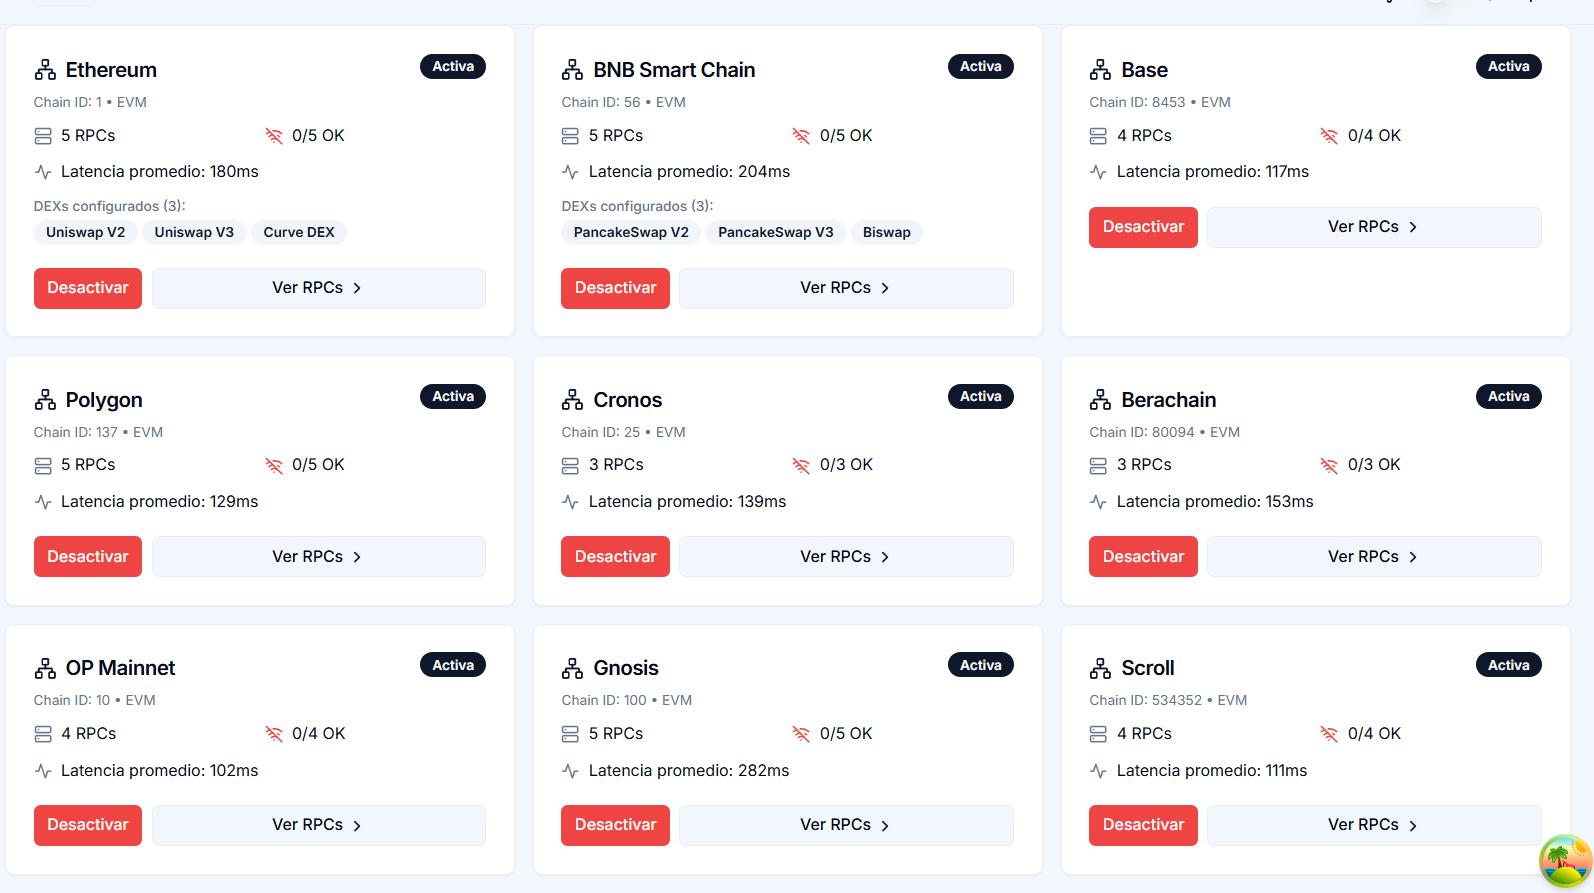 Ethereum
Activa
Chain ID: 1 • EVM
5 RPCs
0/5 OK
Latencia promedio: 180ms
DEXs configurados (3):
Uniswap V2
Uniswap V3
Curve DEX
Desactivar
Ver RPCs
BNB Smart Chain
Activa
Chain ID: 56 • EVM
5 RPCs
0/5 OK
Latencia promedio: 204ms
DEXs configurados (3):
PancakeSwap V2
PancakeSwap V3
Biswap
Desactivar
Ver RPCs
Base
Activa
Chain ID: 8453 • EVM
4 RPCs
0/4 OK
Latencia promedio: 117ms
Desactivar
Ver RPCs
Polygon
Activa
Chain ID: 137 • EVM
5 RPCs
0/5 OK
Latencia promedio: 129ms
Desactivar
Ver RPCs
Cronos
Activa
Chain ID: 25 • EVM
3 RPCs
0/3 OK
Latencia promedio: 139ms
Desactivar
Ver RPCs
Berachain
Activa
Chain ID: 80094 • EVM
3 RPCs
0/3 OK
Latencia promedio: 153ms
Desactivar
Ver RPCs
OP Mainnet
Activa
Chain ID: 10 • EVM
4 RPCs
0/4 OK
Latencia promedio: 102ms
Desactivar
Ver RPCs
Gnosis
Activa
Chain ID: 100 • EVM
5 RPCs
0/5 OK
Latencia promedio: 282ms
Desactivar
Ver RPCs
Scroll
Activa
Chain ID: 534352 • EVM
4 RPCs
0/4 OK
Latencia promedio: 111ms
Desactivar
Ver RPCs